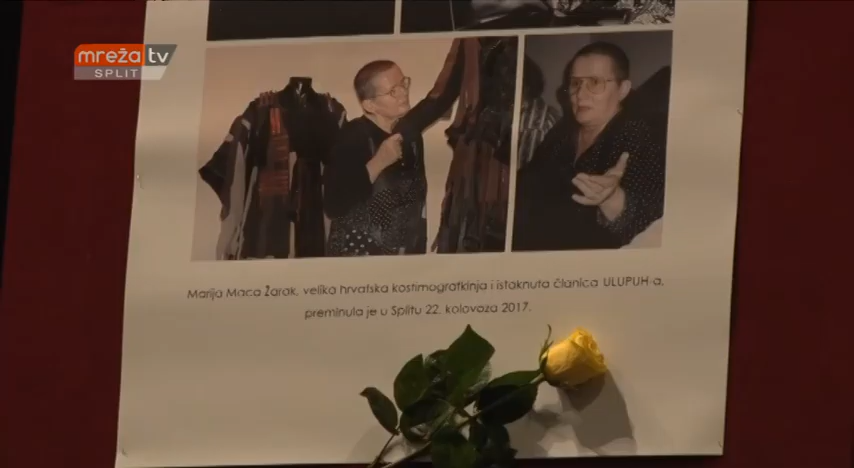 mreža tv
SPLIT
Marija Maca Žarak, velika hrvatska kostimografkinja i istaknuta članica ULUPUH-a,
preminula je u Splitu 22. kolovoza 2017.